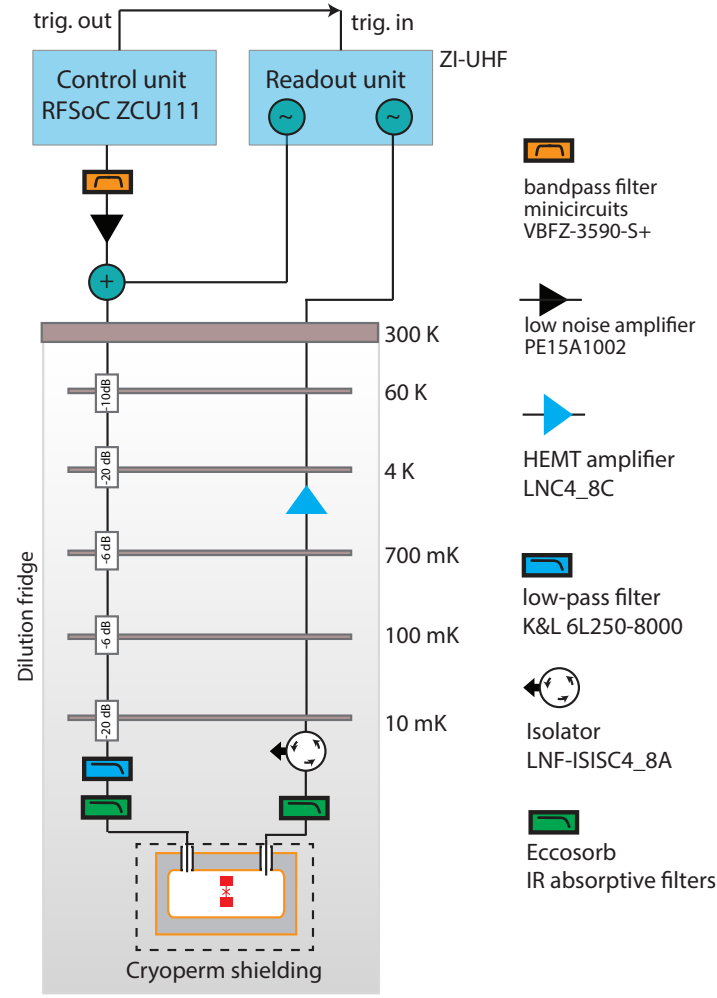 trig. out
trig. in
ZI-UHF
Control unit
RFSoC ZCU111
Readout unit
~
~
+
300 K
-10dB
60 K
-20 dB
4 K
-6 dB
700 mK
-6 dB
100 mK
-20 dB
10 mK
Dilution fridge
Cryoperm shielding
bandpass filter
minicircuits
VBFZ-3590-S+
low noise amplifier
PE15A1002
HEMT amplifier
LNC4_8C
low-pass filter
K&L 6L250-8000
Isolator
LNF-ISISC4_8A
Eccosorb
IR absorptive filters